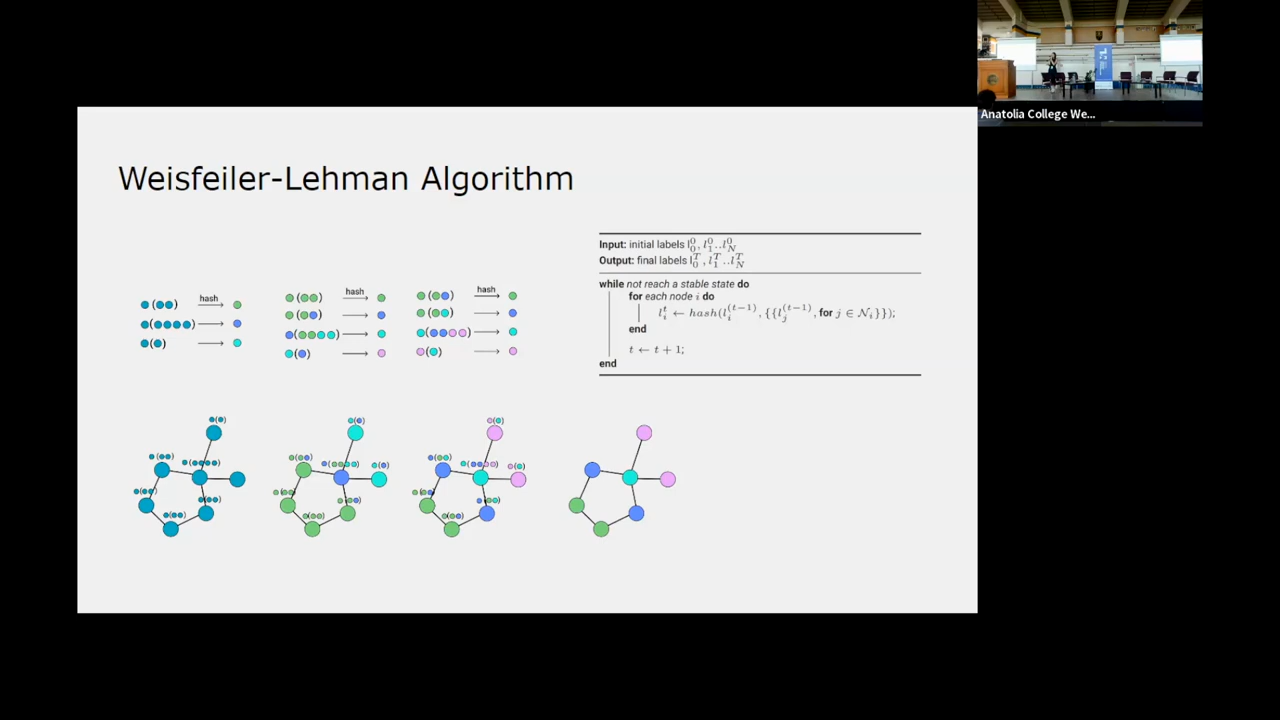 Anatolia College We...
Weisfeiler-Lehman Algorithm
Input: initial labels l_0^0, l_1^0..l_N^0
Output: final labels l_0^T, l_1^T..l_N^T
while not reach a stable state do
for each node i do
l_i^t ← hash(l_i^{(t−1)}, {{l_j^{(t−1)}, for j ∈ N_i}});
end
t ← t + 1;
end
hash
hash
hash